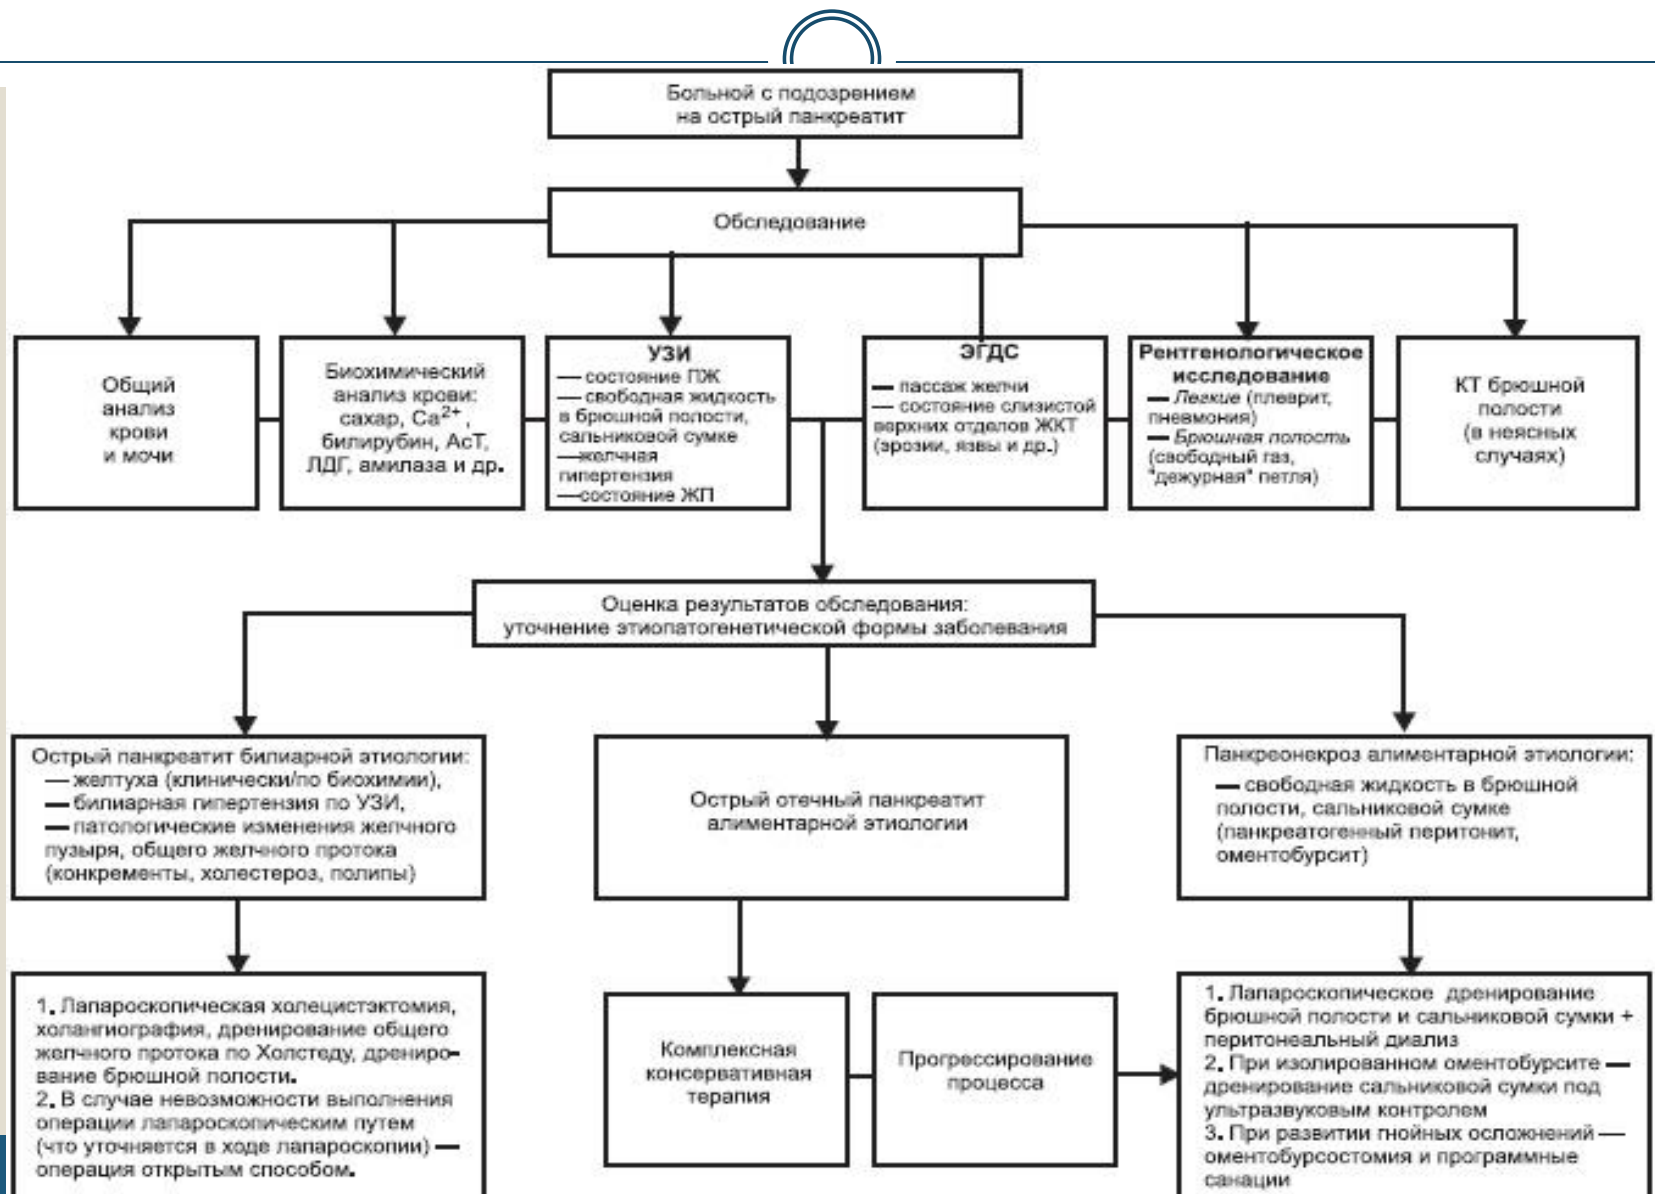 Больной с подозрением
на острый панкреатит
Обследование
Общий
анализ
крови
и мочи
Биохимический
анализ крови:
сахар, Ca2+,
билирубин, АсТ,
ЛДГ, амилаза и др.
УЗИ
— состояние ПЖ
— свободная жидкость
в брюшной полости,
сальниковой сумке
—желчная
гипертензия
—состояние ЖП
ЭГДС
— пассаж желчи
— состояние слизистой
верхних отделов ЖКТ
(эрозии, язвы и др.)
Рентгенологическое
исследование
— Легкие (плеврит,
пневмония)
— Брюшная полость
(свободный газ,
"дежурная" петля)
КТ брюшной
полости
(в неясных
случаях)
Оценка результатов обследования:
уточнение этиопатогенетической формы заболевания
Острый панкреатит билиарной этиологии:
— желтуха (клинически/по биохимии),
— билиарная гипертензия по УЗИ,
— патологические изменения желчного
пузыря, общего желчного протока
(конкременты, холестероз, полипы)
Острый отечный панкреатит
алиментарной этиологии
Панкреонекроз алиментарной этиологии:
— свободная жидкость в брюшной
полости, сальниковой сумке
(панкреатогенный перитонит,
оментобурсит)
1. Лапароскопическая холецистэктомия,
холангиография, дренирование общего
желчного протока по Холстеду, дрениро-
вание брюшной полости.
2. В случае невозможности выполнения
операции лапароскопическим путем
(что уточняется в ходе лапароскопии) —
операция открытым способом.
Комплексная
консервативная
терапия
Прогрессирование
процесса
1. Лапароскопическое дренирование
брюшной полости и сальниковой сумки +
перитонеальный диализ
2. При изолированном оментобурсите —
дренирование сальниковой сумки под
ультразвуковым контролем
3. При развитии гнойных осложнений —
оментобурсостомия и программные
санации